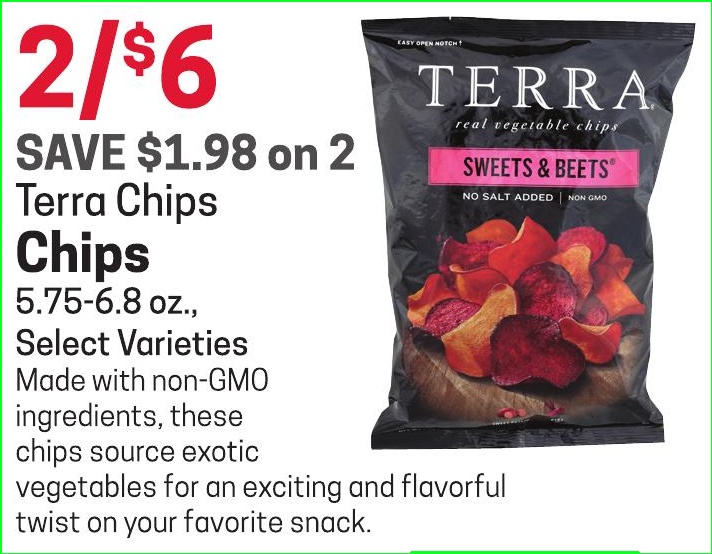 2/$6
SAVE $1.98 on 2
Terra Chips
Chips
5.75-6.8 oz.,
Select Varieties
Made with non-GMO
ingredients, these
chips source exotic
vegetables for an exciting and flavorful
twist on your favorite snack.
EASY OPEN NOTCH
TERRA®
real vegetable chips
SWEETS & BEETS®
NO SALT ADDED | NON GMO